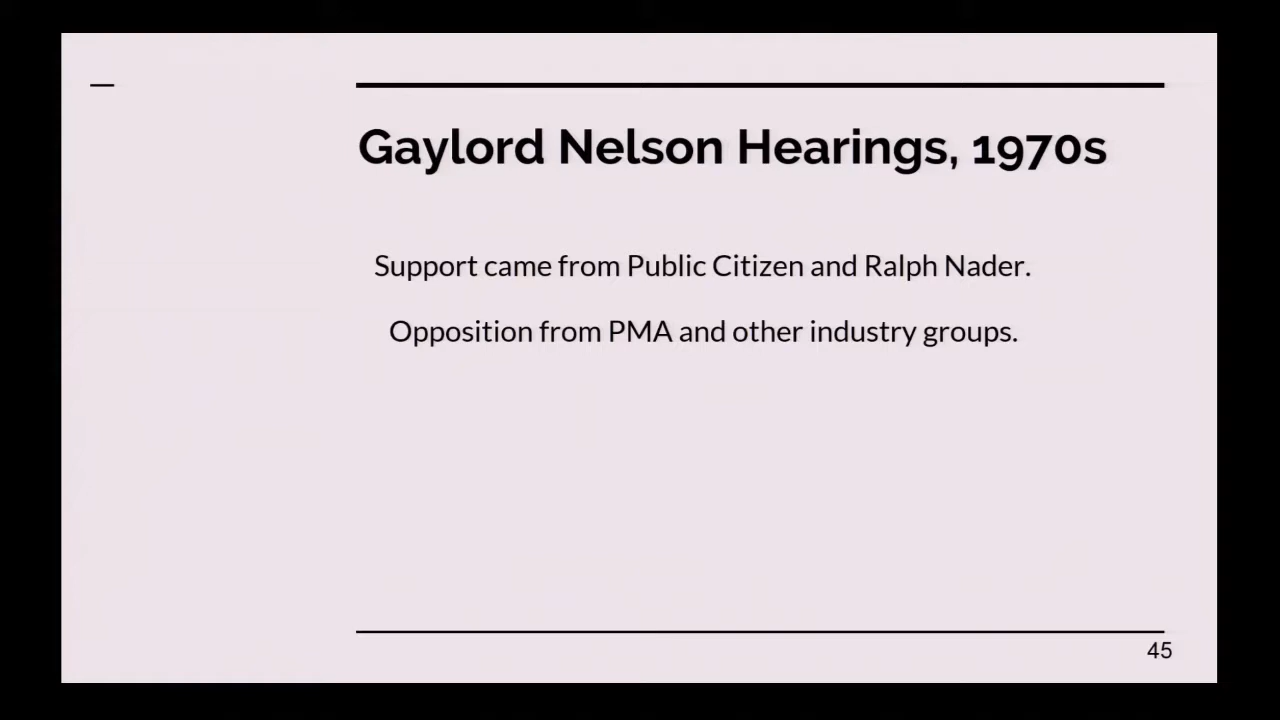 Gaylord Nelson Hearings, 1970s
Support came from Public Citizen and Ralph Nader.
Opposition from PMA and other industry groups.
45